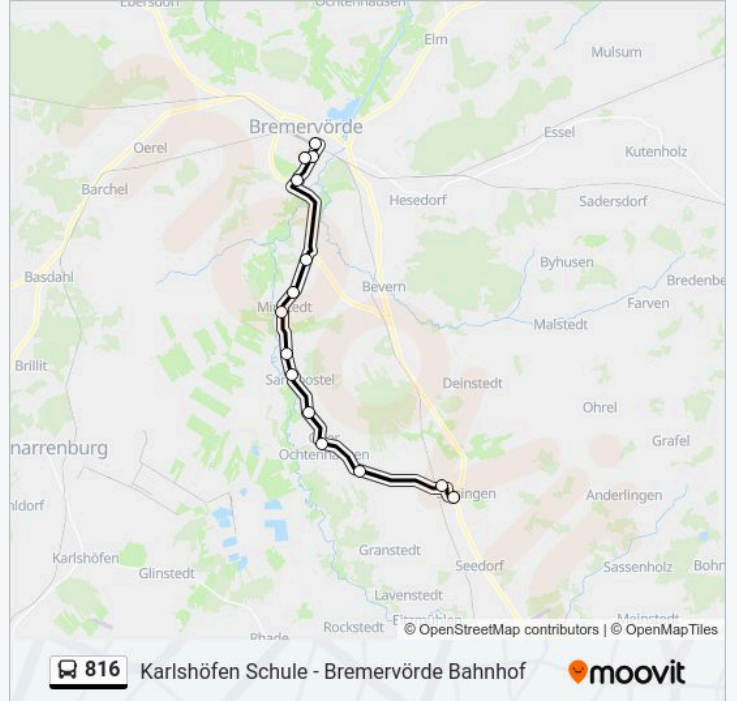 Ebersdorf
Ochtenhausen
Elm
Mulsum
Bremervörde
Essel
Oerel
Kutenholz
Barchel
Hesedorf
Sadersdorf
Byhusen
Basdahl
Bevern
Bredenbe
Farven
Malstedt
Brillit
Deinstedt
Ohrel
Grafel
narrenburg
Ochtenhausen
Anderlingen
Karlshöfen
Granstedt
Glinstedt
Seedorf
Sassenholz
Lavenstedt
Rockstedt
© OpenStreetMap contributors | © OpenMapTiles
816 Karlshöfen Schule - Bremervörde Bahnhof moovit